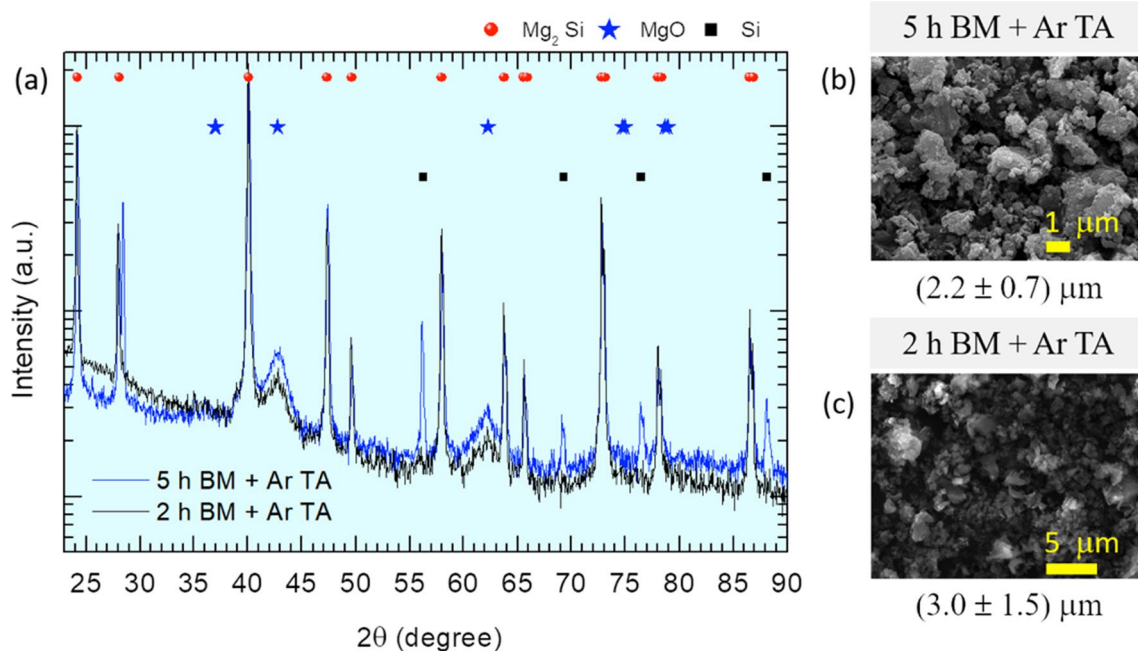 Mg₂ Si MgO Si
(a)
Intensity (a.u.)
5 h BM + Ar TA
2 h BM + Ar TA
25 30 35 40 45 50 55 60 65 70 75 80 85 90
2θ (degree)
5 h BM + Ar TA
(b)
1 μm
(2.2 ± 0.7) μm
2 h BM + Ar TA
(c)
5 μm
(3.0 ± 1.5) μm